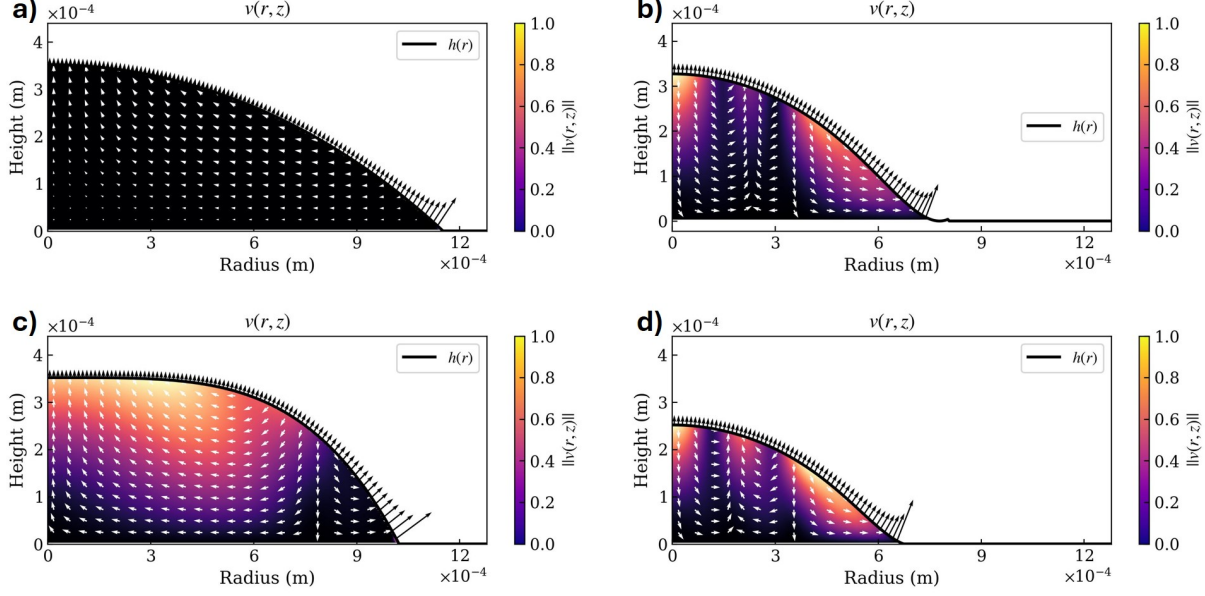 a)
×10⁻⁴
v(r, z)
h(r)
Height (m)
4
3
2
1
0
0 3 6 9 12
Radius (m)
×10⁻⁴
1.0
0.8
0.6
0.4
0.2
0.0
||v(r, z)||
b)
×10⁻⁴
v(r, z)
h(r)
Height (m)
4
3
2
1
0
0 3 6 9 12
Radius (m)
×10⁻⁴
1.0
0.8
0.6
0.4
0.2
0.0
||v(r, z)||
c)
×10⁻⁴
v(r, z)
h(r)
Height (m)
4
3
2
1
0
0 3 6 9 12
Radius (m)
×10⁻⁴
1.0
0.8
0.6
0.4
0.2
0.0
||v(r, z)||
d)
×10⁻⁴
v(r, z)
h(r)
Height (m)
4
3
2
1
0
0 3 6 9 12
Radius (m)
×10⁻⁴
1.0
0.8
0.6
0.4
0.2
0.0
||v(r, z)||